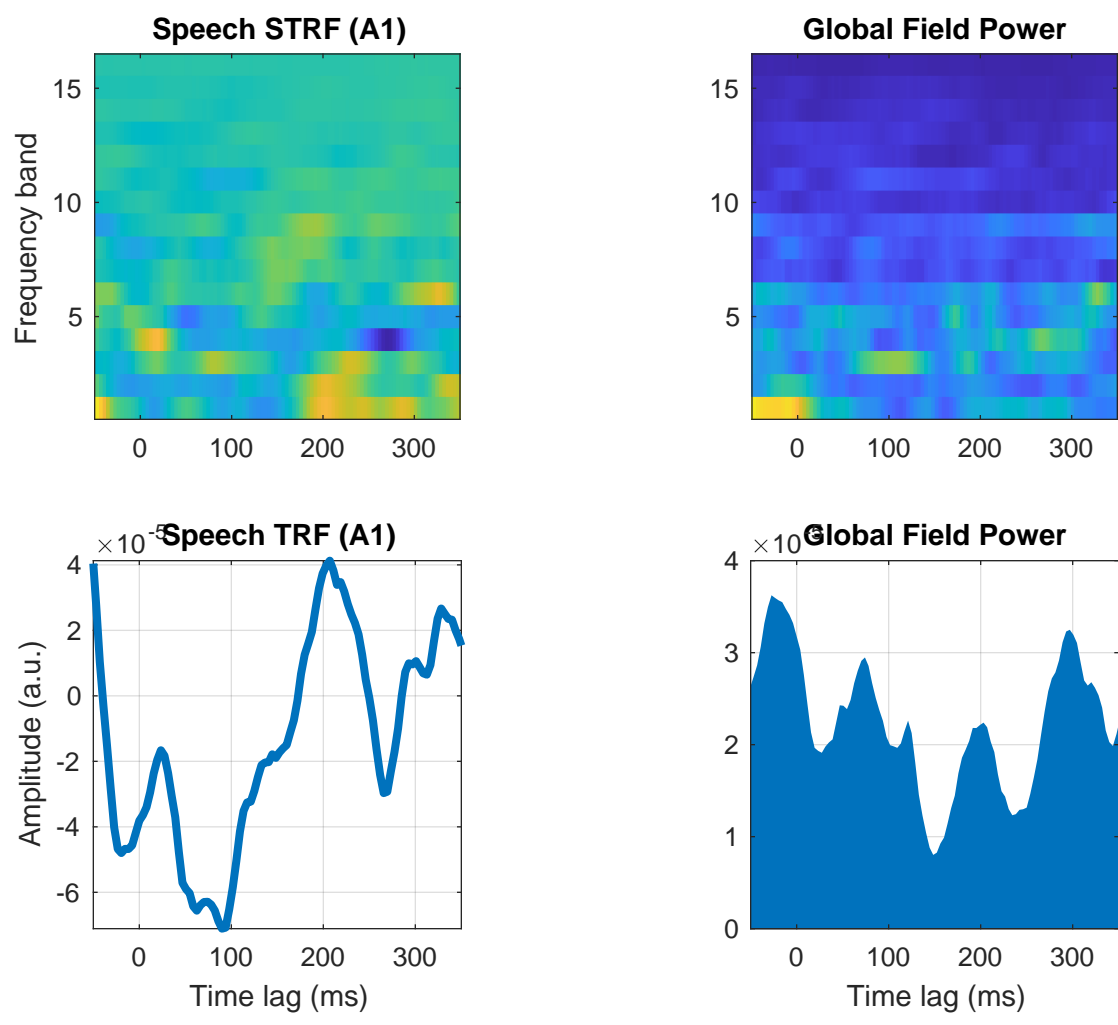 Speech STRF (A1)
Frequency band
15
10
5
0 100 200 300
Global Field Power
15
10
5
0 100 200 300
Speech TRF (A1)
×10⁻⁵
Amplitude (a.u.)
4
2
0
-2
-4
-6
0 100 200 300
Time lag (ms)
Global Field Power
×10
4
3
2
1
0
0 100 200 300
Time lag (ms)